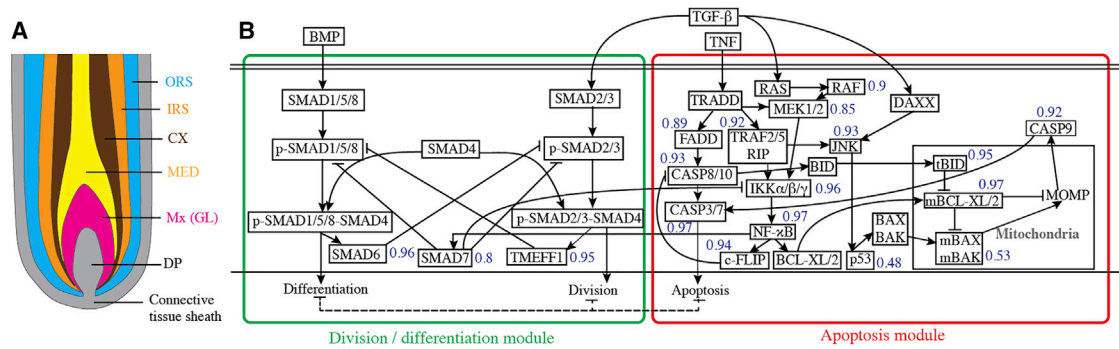 A
ORS
IRS
CX
MED
Mx (GL)
DP
Connective
tissue sheath
B
TGF-β
BMP
TNF
SMAD1/5/8
SMAD2/3
RAS
RAF
0.9
TRADD
MEK1/2
0.85
DAXX
0.92
CASP9
0.89
0.92
0.93
FADD
TRAF2/5
RIP
JNK
p-SMAD1/5/8
SMAD4
p-SMAD2/3
0.93
CASP8/10
BID
tBID
0.95
IKKα/β/γ
0.96
0.97
mBCL-XL/2
MOMP
p-SMAD1/5/8-SMAD4
p-SMAD2/3-SMAD4
CASP3/7
0.97
0.97
NF-κB
BAX
BAK
Mitochondria
mBAX
mBAK
0.53
SMAD6
0.96
SMAD7
0.8
TMEFF1
0.95
0.94
c-FLIP
BCL-XL/2
p53
0.48
Differentiation
Division
Apoptosis
Division / differentiation module
Apoptosis module